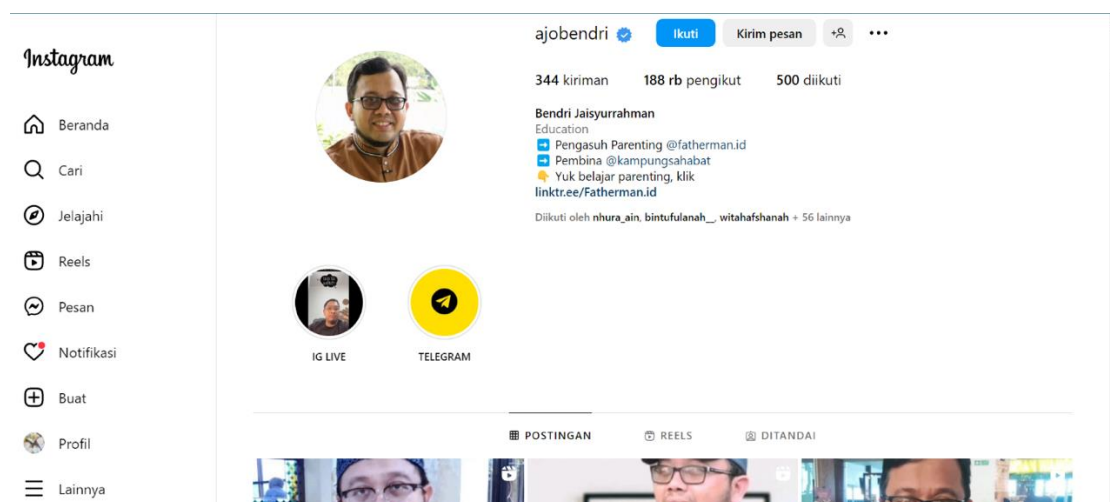 Instagram
Beranda
Cari
Jelajahi
Reels
Pesan
Notifikasi
Buat
Profil
Lainnya
ajobendri Ikuti Kirim pesan
344 kiriman 188 rb pengikut 500 diikuti
Bendri Jaisyurrahman
Education
Pengasuh Parenting @fatherman.id
Pembina @kampungsahabat
Yuk belajar parenting, klik
linktr.ee/Fatherman.id
Diikuti oleh nhura_ain, bintufulanah__, witahafshanah + 56 lainnya
IG LIVE TELEGRAM
POSTINGAN REELS DITANDAI